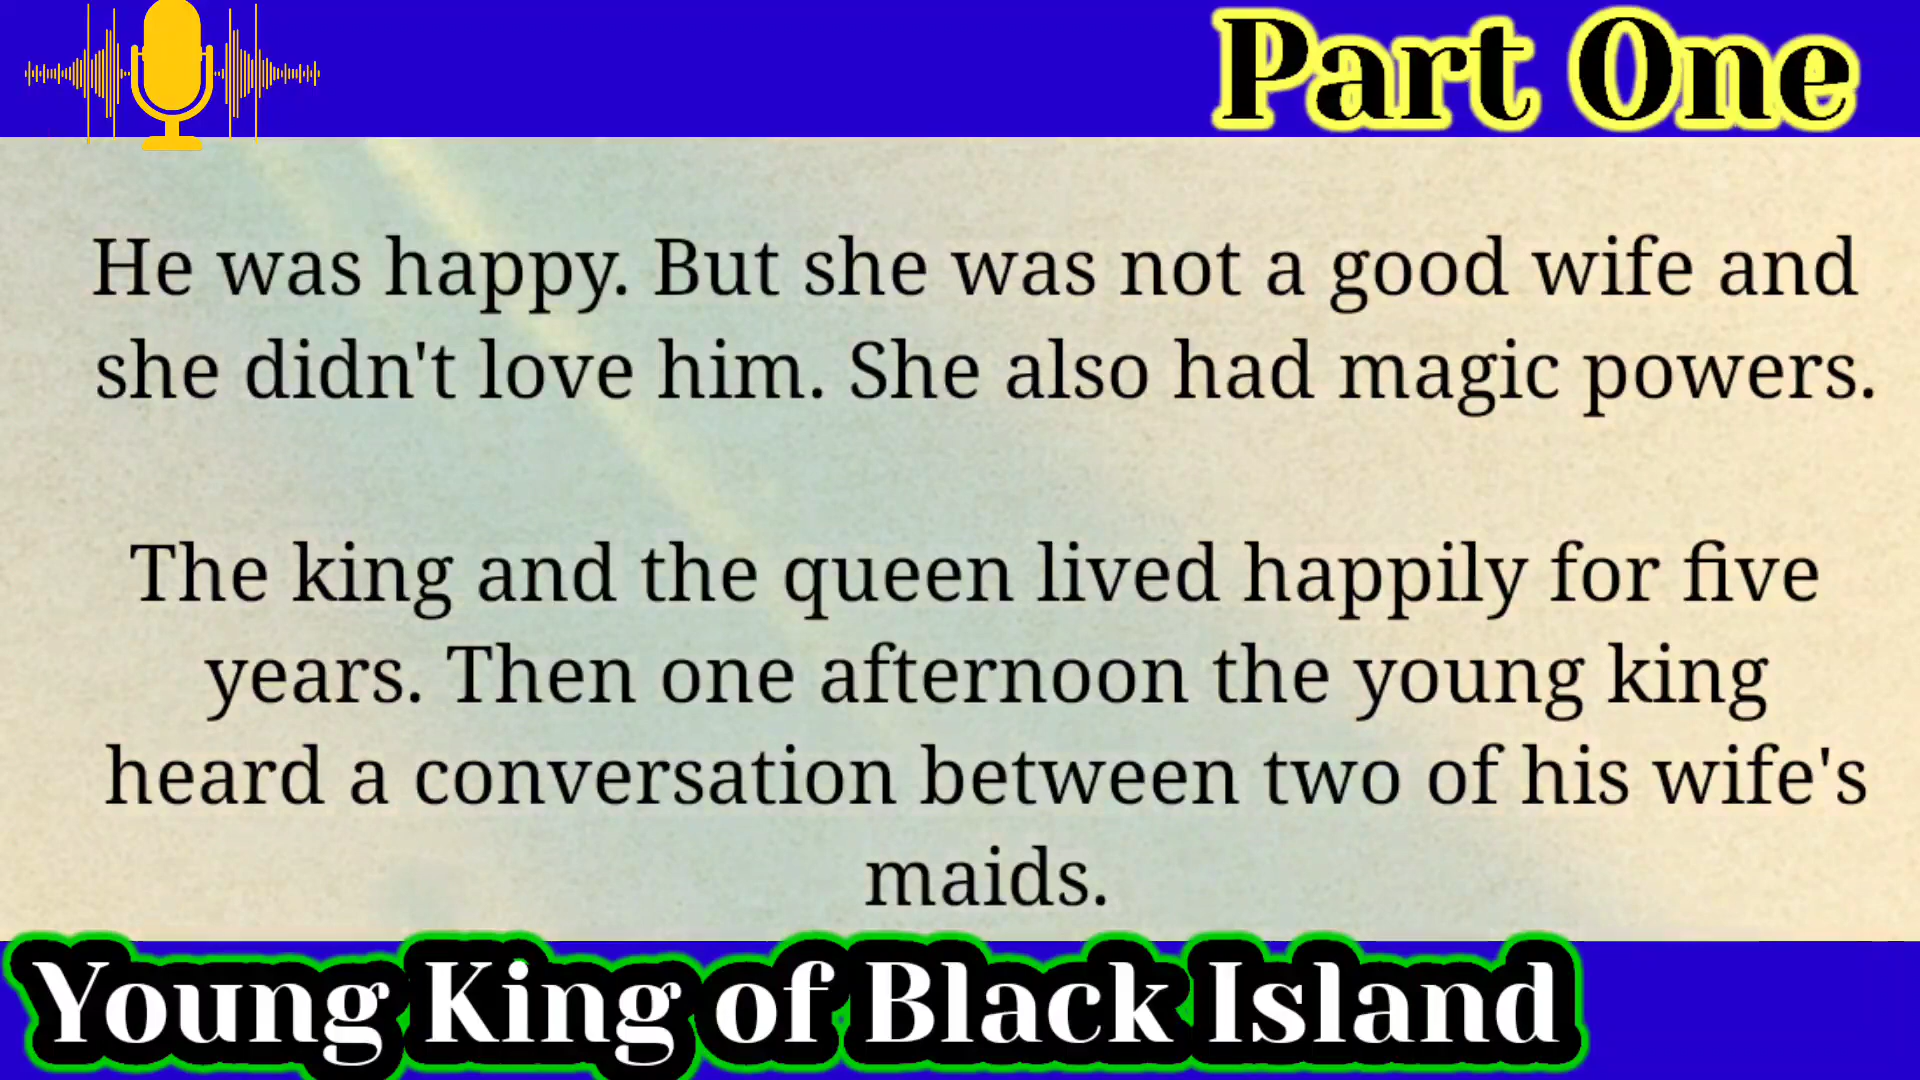 Part One
He was happy. But she was not a good wife and
she didn't love him. She also had magic powers.
The king and the queen lived happily for five
years. Then one afternoon the young king
heard a conversation between two of his wife's
maids.
Young King of Black Island